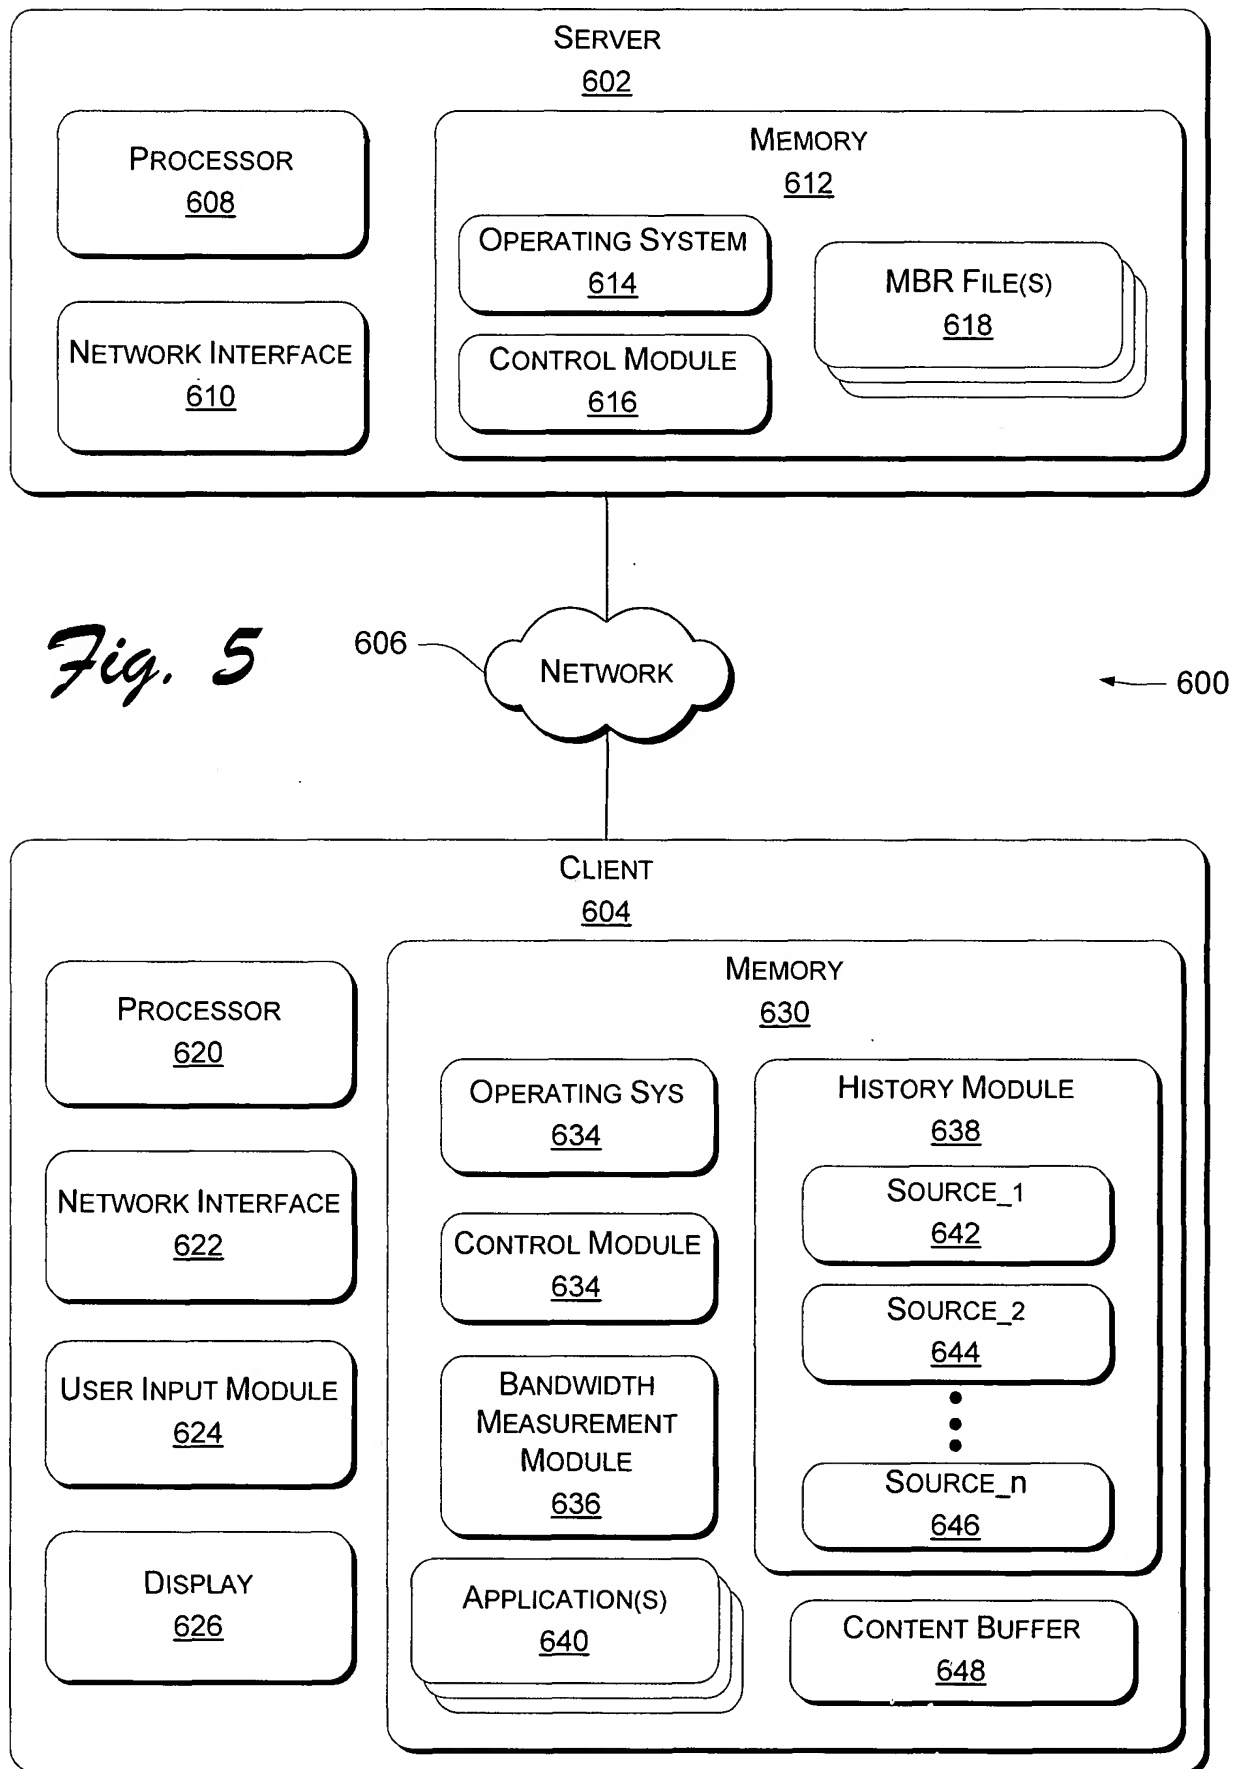 SERVER
602
PROCESSOR
608
NETWORK INTERFACE
610
MEMORY
612
OPERATING SYSTEM
614
CONTROL MODULE
616
MBR FILE(S)
618
Fig. 5
606
NETWORK
600
CLIENT
604
PROCESSOR
620
NETWORK INTERFACE
622
USER INPUT MODULE
624
DISPLAY
626
MEMORY
630
OPERATING SYS
634
CONTROL MODULE
634
BANDWIDTH
MEASUREMENT
MODULE
636
APPLICATION(S)
640
HISTORY MODULE
638
SOURCE_1
642
SOURCE_2
644
SOURCE_n
646
CONTENT BUFFER
648